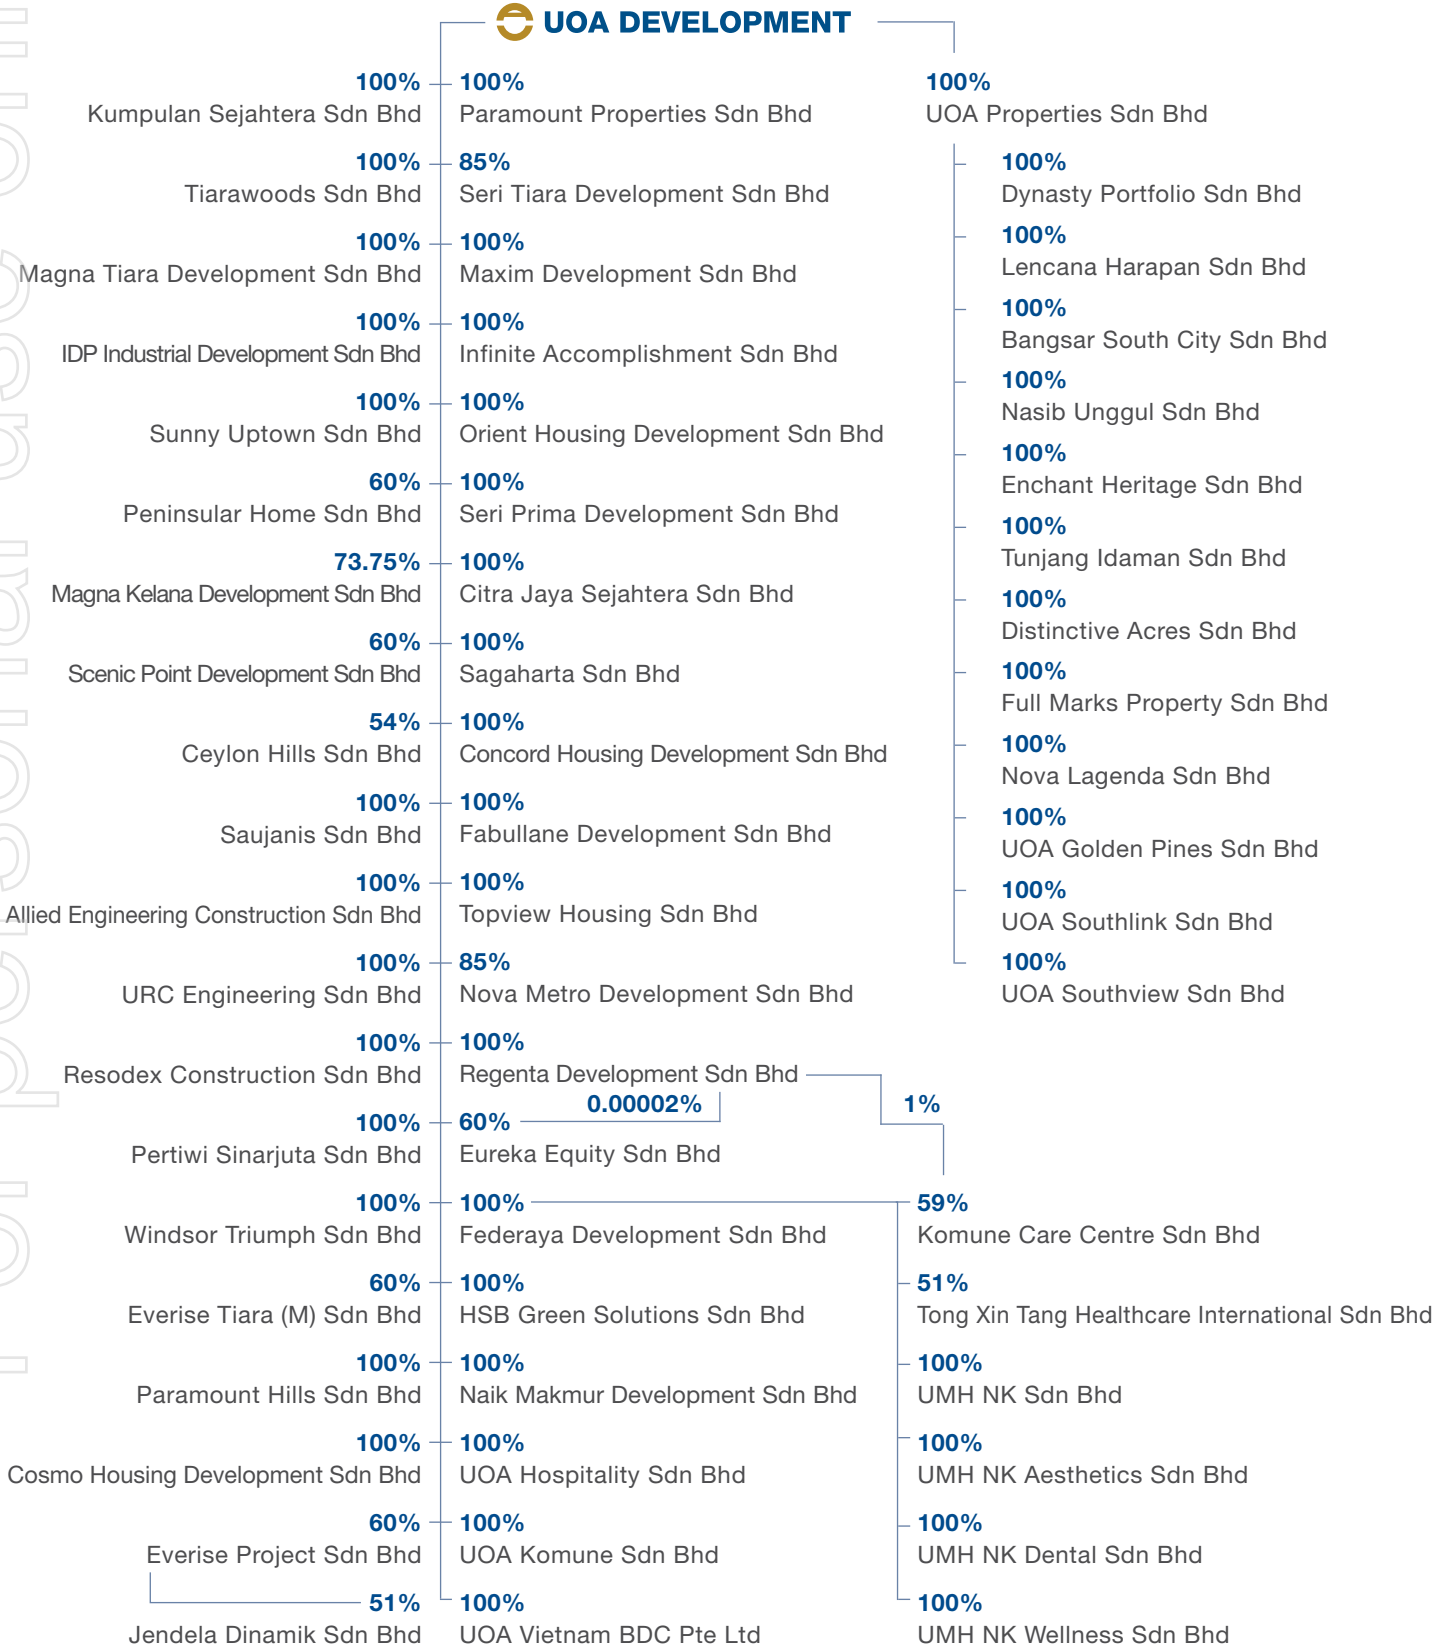 UOA DEVELOPMENT
100%
Kumpulan Sejahtera Sdn Bhd
100%
Tiarawoods Sdn Bhd
100%
Magna Tiara Development Sdn Bhd
100%
IDP Industrial Development Sdn Bhd
100%
Sunny Uptown Sdn Bhd
60%
Peninsular Home Sdn Bhd
73.75%
Magna Kelana Development Sdn Bhd
60%
Scenic Point Development Sdn Bhd
54%
Ceylon Hills Sdn Bhd
100%
Saujanis Sdn Bhd
100%
Allied Engineering Construction Sdn Bhd
100%
URC Engineering Sdn Bhd
100%
Resodex Construction Sdn Bhd
100%
Pertiwi Sinarjuta Sdn Bhd
100%
Windsor Triumph Sdn Bhd
60%
Everise Tiara (M) Sdn Bhd
100%
Paramount Hills Sdn Bhd
100%
Cosmo Housing Development Sdn Bhd
60%
Everise Project Sdn Bhd
51%
Jendela Dinamik Sdn Bhd
100%
Paramount Properties Sdn Bhd
85%
Seri Tiara Development Sdn Bhd
100%
Maxim Development Sdn Bhd
100%
Infinite Accomplishment Sdn Bhd
100%
Orient Housing Development Sdn Bhd
100%
Seri Prima Development Sdn Bhd
100%
Citra Jaya Sejahtera Sdn Bhd
100%
Sagaharta Sdn Bhd
100%
Concord Housing Development Sdn Bhd
100%
Fabullane Development Sdn Bhd
100%
Topview Housing Sdn Bhd
85%
Nova Metro Development Sdn Bhd
100%
Regenta Development Sdn Bhd
0.00002%
60%
Eureka Equity Sdn Bhd
100%
Federaya Development Sdn Bhd
100%
HSB Green Solutions Sdn Bhd
100%
Naik Makmur Development Sdn Bhd
100%
UOA Hospitality Sdn Bhd
100%
UOA Komune Sdn Bhd
100%
UOA Vietnam BDC Pte Ltd
100%
UOA Properties Sdn Bhd
100%
Dynasty Portfolio Sdn Bhd
100%
Lencana Harapan Sdn Bhd
100%
Bangsar South City Sdn Bhd
100%
Nasib Unggul Sdn Bhd
100%
Enchant Heritage Sdn Bhd
100%
Tunjang Idaman Sdn Bhd
100%
Distinctive Acres Sdn Bhd
100%
Full Marks Property Sdn Bhd
100%
Nova Lagenda Sdn Bhd
100%
UOA Golden Pines Sdn Bhd
100%
UOA Southlink Sdn Bhd
100%
UOA Southview Sdn Bhd
1%
59%
Komune Care Centre Sdn Bhd
51%
Tong Xin Tang Healthcare International Sdn Bhd
100%
UMH NK Sdn Bhd
100%
UMH NK Aesthetics Sdn Bhd
100%
UMH NK Dental Sdn Bhd
100%
UMH NK Wellness Sdn Bhd